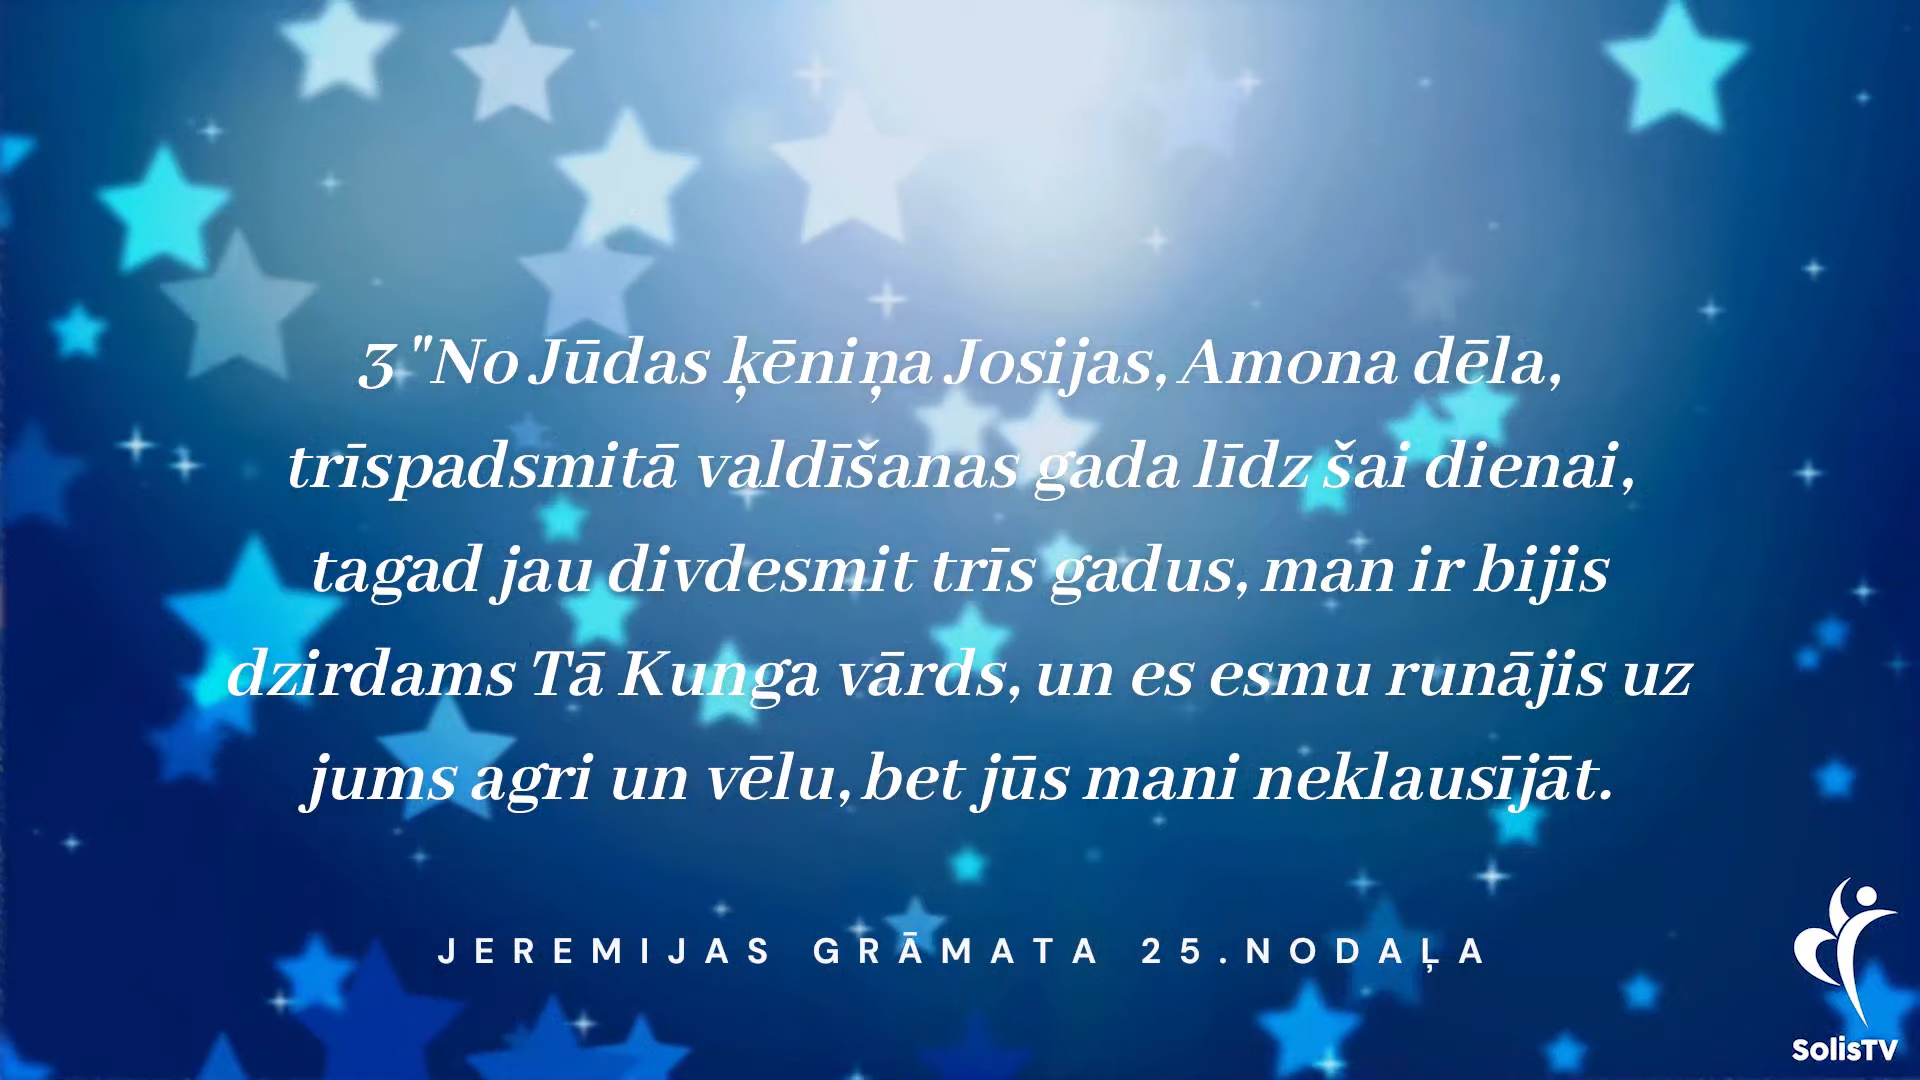 3 "No Jūdas ķēniņa Josijas, Amona dēla,
trīspadsmitā valdīšanas gada līdz šai dienai,
tagad jau divdesmit trīs gadus, man ir bijis
dzirdams Tā Kunga vārds, un es esmu runājis uz
jums agri un vēlu, bet jūs mani neklausījāt.
JEREMIJAS GRĀMATA 25.NODAĻA
SolisTV